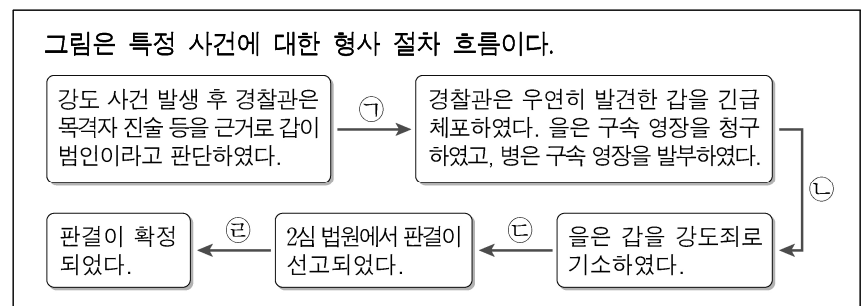 그림은 특정 사건에 대한 형사 절차 흐름이다.
강도 사건 발생 후 경찰관은
목격자 진술 등을 근거로 갑이
범인이라고 판단하였다.
㉠
경찰관은 우연히 발견한 갑을 긴급
체포하였다. 을은 구속 영장을 청구
하였고, 병은 구속 영장을 발부하였다.
㉡
을은 갑을 강도죄로
기소하였다.
㉢
2심 법원에서 판결이
선고되었다.
㉣
판결이 확정
되었다.